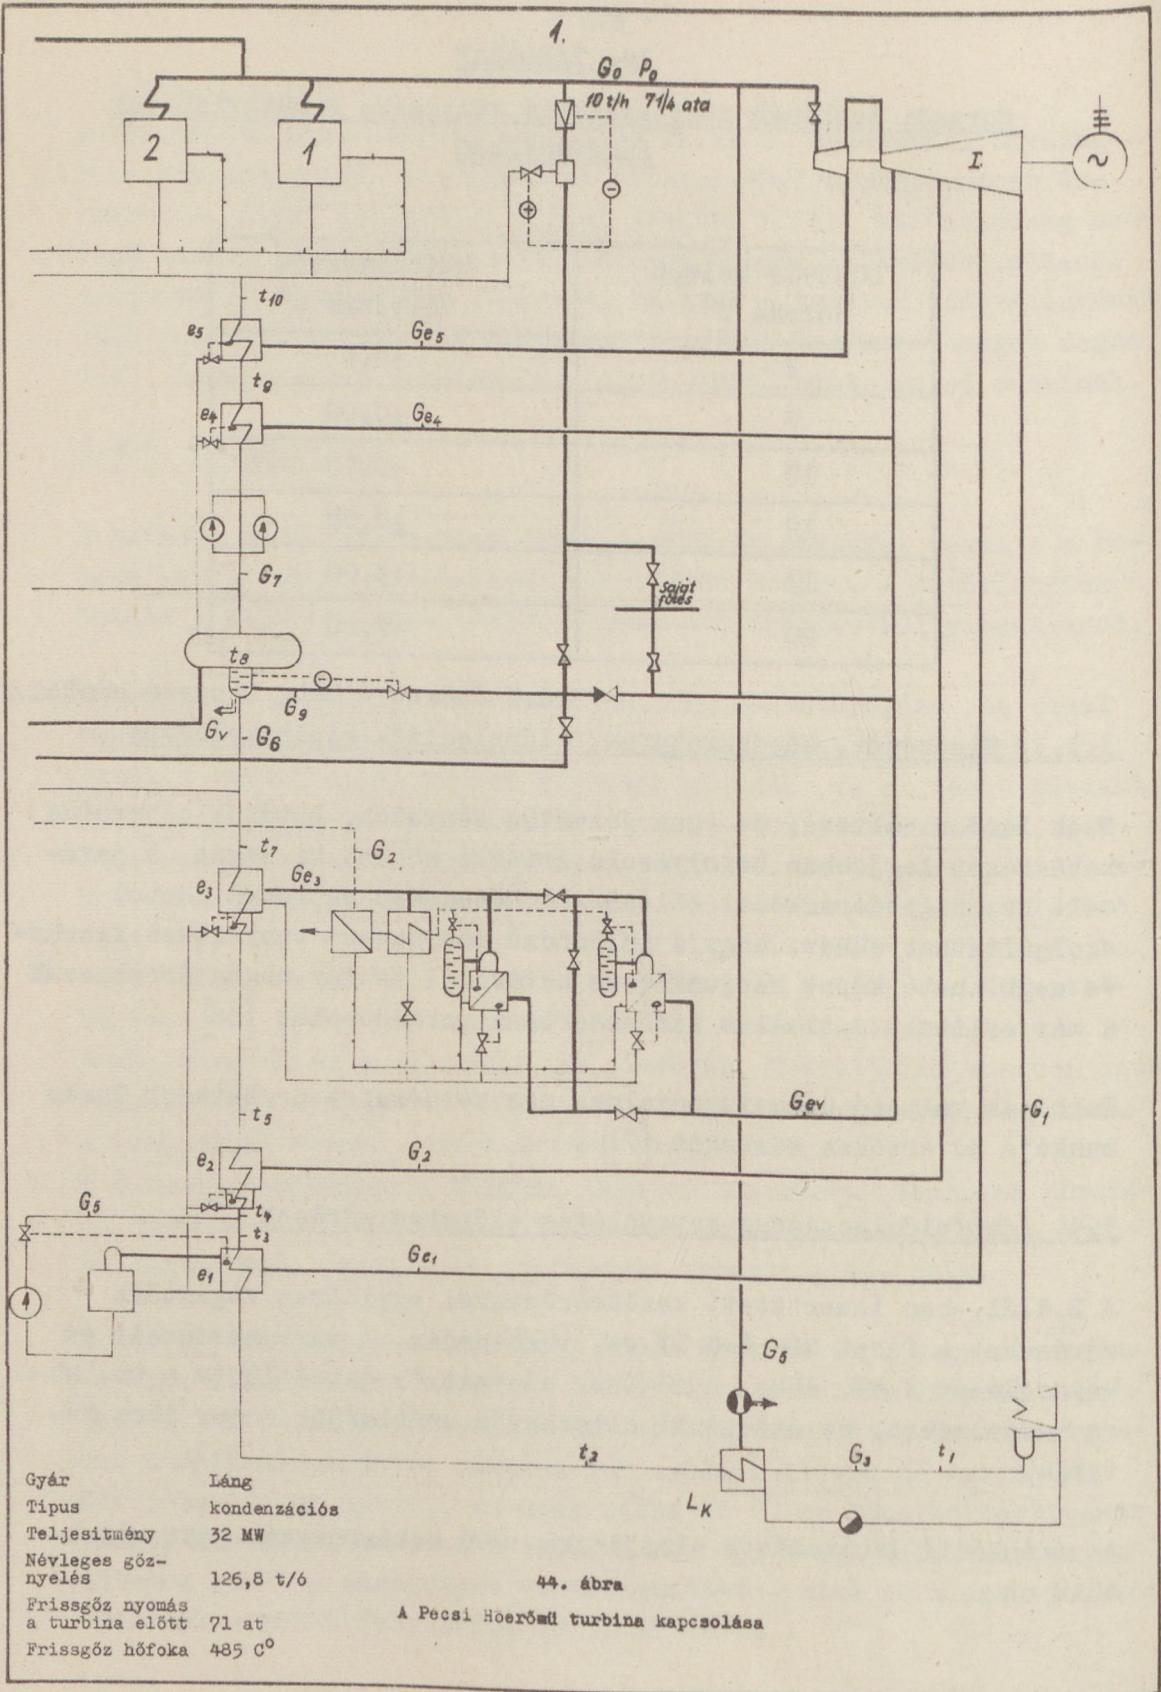 1.
G₀ P₀
10 t/h 71/4 ata
2
1
I.
~
t₁₀
e₅
Ge₅
t₉
e₄
Ge₄
G₇
Saját
fűtés
t₈
G₉
Gv
G₆
t₇
G₂
e₃
Ge₃
t₅
Gev
G₁
e₂
G₂
G₅
t₄
t₃
e₁
Ge₁
G₅
t₂
G₃
t₁
L_K
Gyár Láng
Tipus kondenzációs
Teljesitmény 32 MW
Névleges gőz-
nyelés 126,8 t/ó
Frissgőz nyomás
a turbina előtt 71 at
Frissgőz hőfoka 485 C°
44. ábra
A Pécsi Hőerőmű turbina kapcsolása